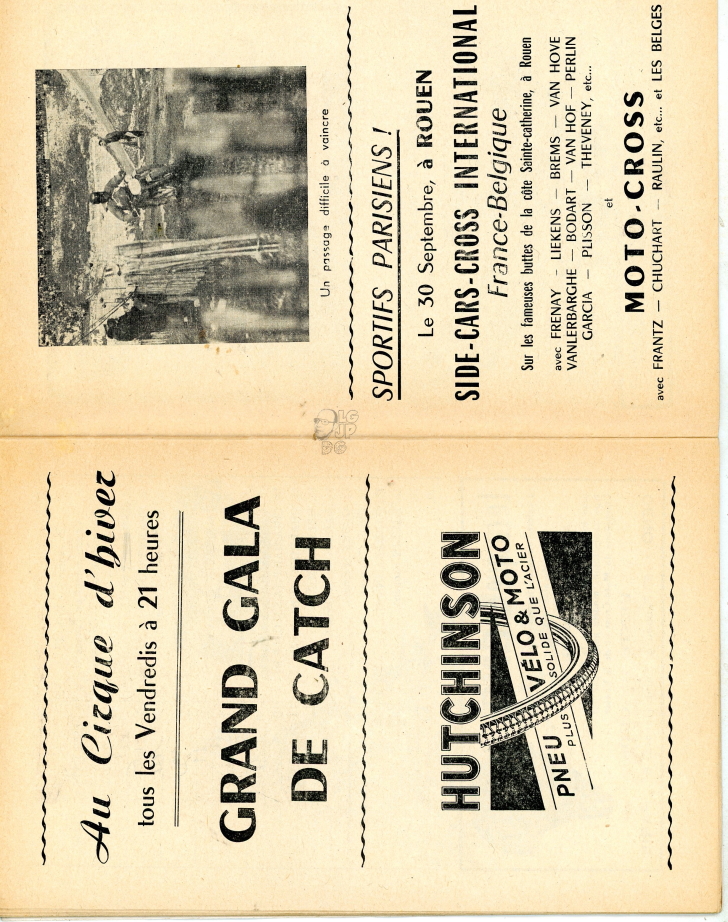 Au Cirque d'hiver
tous les Vendredis à 21 heures
GRAND GALA
DE CATCH
HUTCHINSON
PNEU VÉLO & MOTO
PLUS SOLIDE QUE L'ACIER
Un passage difficile à vaincre
SPORTIFS PARISIENS !
Le 30 Septembre, à ROUEN
SIDE-CARS-CROSS INTERNATIONAL
France-Belgique
Sur les fameuses buttes de la côte Sainte-catherine, à Rouen
avec FRENAY - LIEKENS — BREMS — VAN HOVE
VANLERBARGHE — BODART — VAN HOF — PERLIN
GARCIA — PLISSON — THEVENEY, etc...
et
MOTO-CROSS
avec FRANTZ — CHUCHART — RAULIN, etc... et LES BELGES
LG
JP
BG